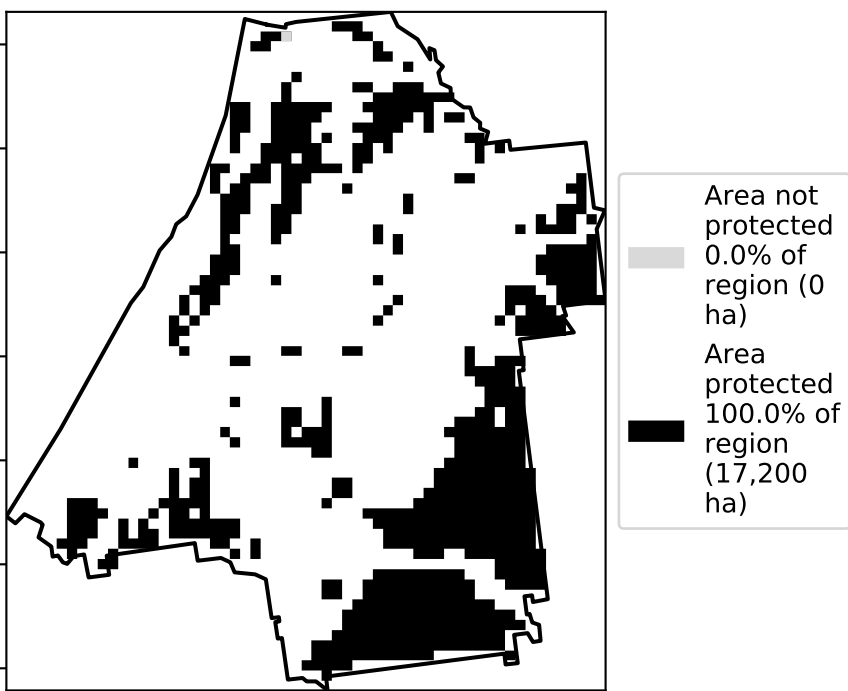 Area not
protected
0.0% of
region (0
ha)
Area
protected
100.0% of
region
(17,200
ha)